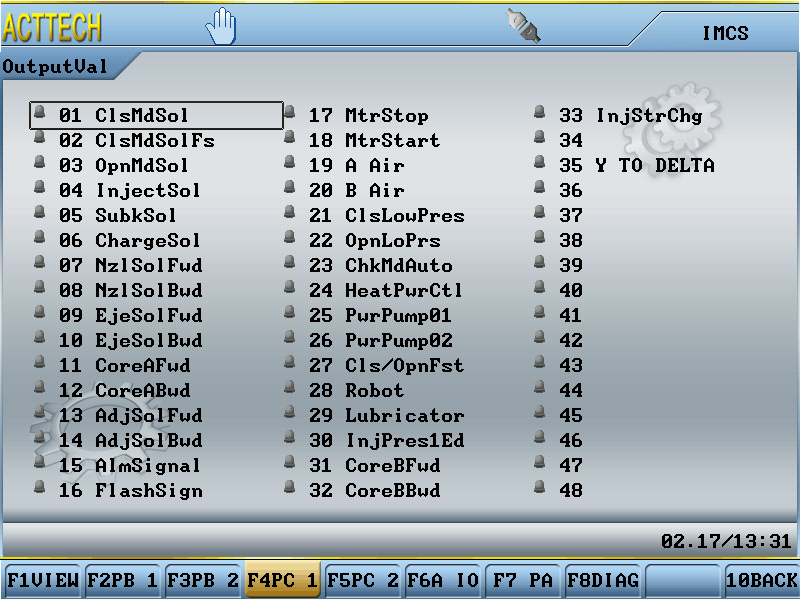 ACTTECH
IMCS
OutputVal
01 ClsMdSol
02 ClsMdSolFs
03 OpnMdSol
04 InjectSol
05 SubkSol
06 ChargeSol
07 NzlSolFwd
08 NzlSolBwd
09 EjeSolFwd
10 EjeSolBwd
11 CoreAFwd
12 CoreABwd
13 AdjSolFwd
14 AdjSolBwd
15 AlmSignal
16 FlashSign
17 MtrStop
18 MtrStart
19 A Air
20 B Air
21 ClsLowPres
22 OpnLoPrs
23 ChkMdAuto
24 HeatPwrCtl
25 PwrPump01
26 PwrPump02
27 Cls/OpnFst
28 Robot
29 Lubricator
30 InjPres1Ed
31 CoreBFwd
32 CoreBBwd
33 InjStrChg
34
35 Y TO DELTA
36
37
38
39
40
41
42
43
44
45
46
47
48
02.17/13:31
F1VIEW F2PB 1 F3PB 2 F4PC 1 F5PC 2 F6A IO F7 PA F8DIAG 10BACK